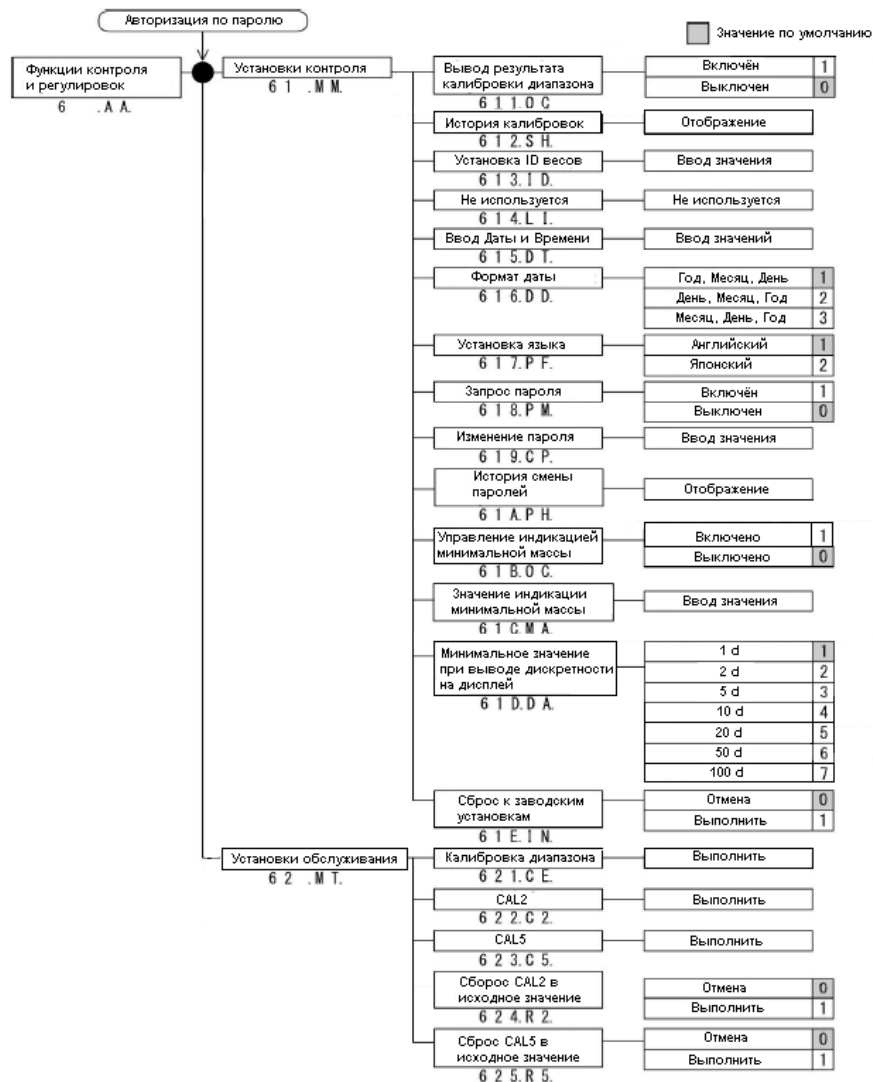 Авторизация по паролю
Значение по умолчанию
Функции контроля
и регулировок
6 .A A.
Установки контроля
6 1 .M M.
Вывод результата
калибровки диапазона
6 1 1.O C
Включён 1
Выключен 0
История калибровок
6 1 2.S H.
Отображение
Установка ID весов
6 1 3.I D.
Ввод значения
Не используется
6 1 4.L I.
Не используется
Ввод Даты и Времени
6 1 5.D T.
Ввод значений
Формат даты
6 1 6.D D.
Год, Месяц, День 1
День, Месяц, Год 2
Месяц, День, Год 3
Установка языка
6 1 7.P F.
Английский 1
Японский 2
Запрос пароля
6 1 8.P M.
Включён 1
Выключен 0
Изменение пароля
6 1 9.C P.
Ввод значения
История смены
паролей
6 1 A.P H.
Отображение
Управление индикацией
минимальной массы
6 1 B.O C.
Включено 1
Выключено 0
Значение индикации
минимальной массы
6 1 C.M A.
Ввод значения
Минимальное значение
при выводе дискретности
на дисплей
6 1 D.D A.
1 d 1
2 d 2
5 d 3
10 d 4
20 d 5
50 d 6
100 d 7
Сброс к заводским
установкам
6 1 E.I N.
Отмена 0
Выполнить 1
Установки обслуживания
6 2 .M T.
Калибровка диапазона
6 2 1.C E.
Выполнить
CAL2
6 2 2.C 2.
Выполнить
CAL5
6 2 3.C 5.
Выполнить
Сборос CAL2 в
исходное значение
6 2 4.R 2.
Отмена 0
Выполнить 1
Сброс CAL5 в
исходное значение
6 2 5.R 5.
Отмена 0
Выполнить 1